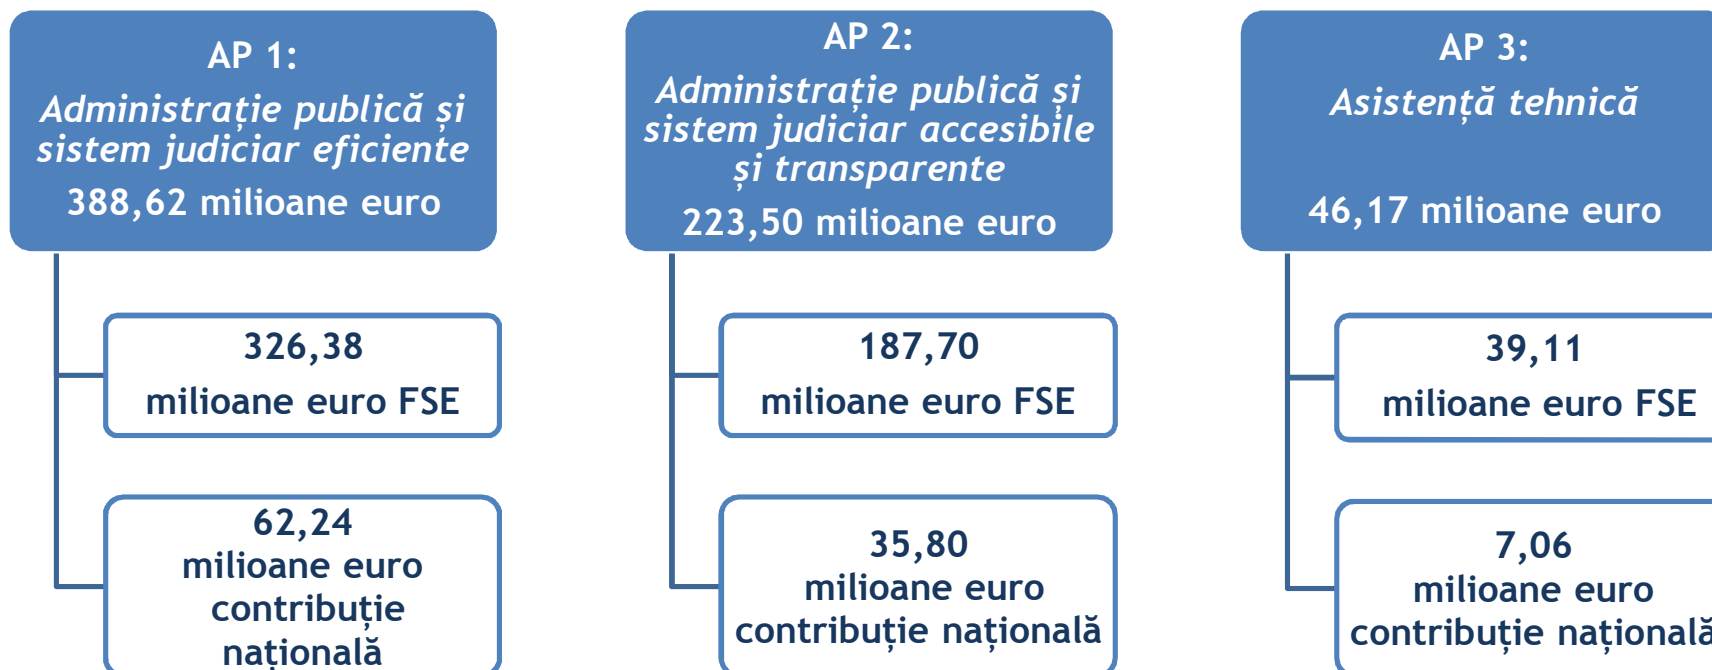 AP 1:
Administrație publică și
sistem judiciar eficiente
388,62 milioane euro
326,38
milioane euro FSE
62,24
milioane euro
contribuție
națională
AP 2:
Administrație publică și
sistem judiciar accesibile
și transparente
223,50 milioane euro
187,70
milioane euro FSE
35,80
milioane euro
contribuție națională
AP 3:
Asistență tehnică
46,17 milioane euro
39,11
milioane euro FSE
7,06
milioane euro
contribuție națională